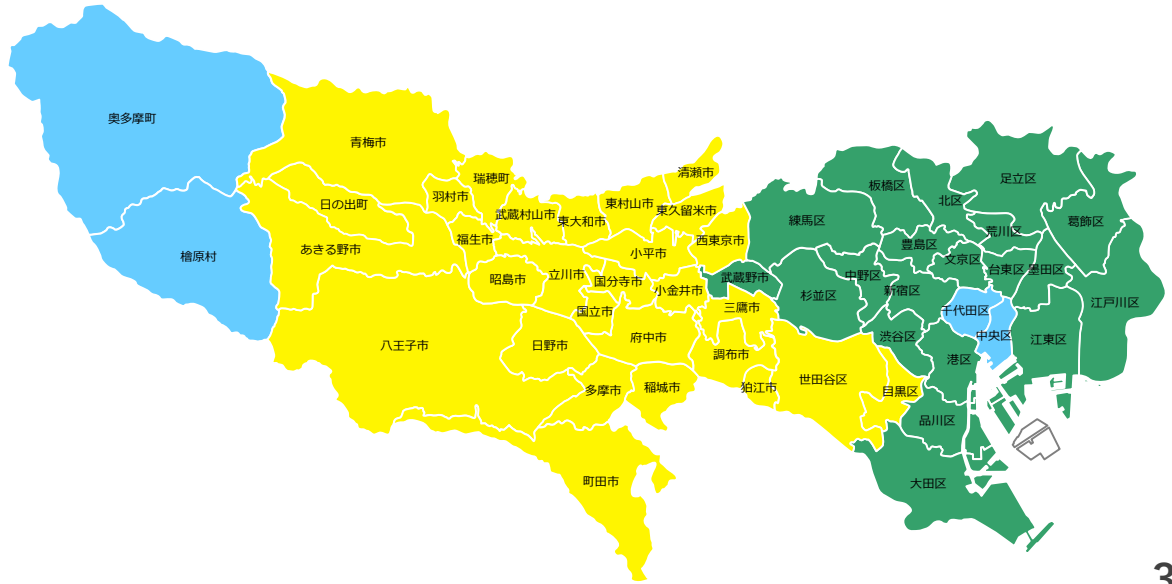 奥多摩町
檜原村
青梅市
日の出町
あきる野市
八王子市
羽村市
瑞穂町
福生市
武蔵村山市
東大和市
東村山市
清瀬市
東久留米市
西東京市
小平市
昭島市
立川市
国分寺市
小金井市
武蔵野市
国立市
三鷹市
日野市
府中市
調布市
多摩市
稲城市
狛江市
町田市
練馬区
板橋区
北区
足立区
葛飾区
荒川区
豊島区
文京区
台東区
墨田区
中野区
杉並区
新宿区
千代田区
中央区
江戸川区
渋谷区
港区
江東区
世田谷区
目黒区
品川区
大田区
3